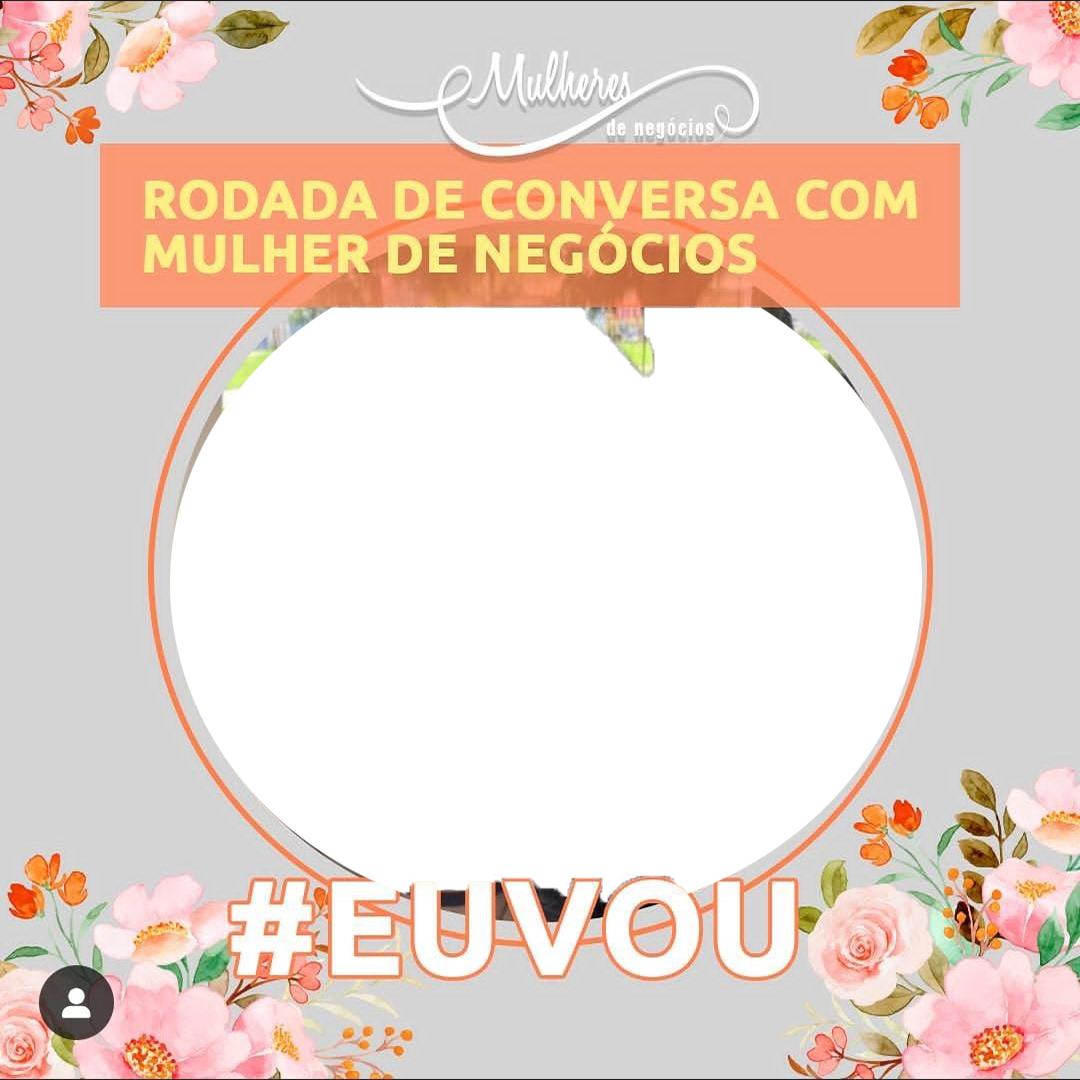 Mulheres
de negócios
RODADA DE CONVERSA COM
MULHER DE NEGÓCIOS
#EUVOU